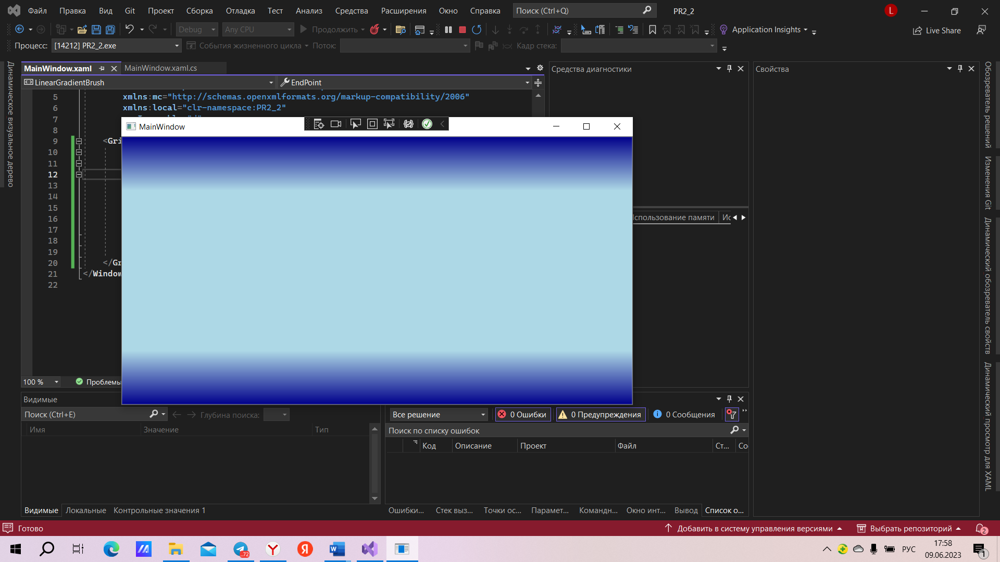 Файл Правка Вид Git Проект Сборка Отладка Тест Анализ Средства Расширения Окно Справка Поиск (Ctrl+Q) PR2_2 L
Debug Any CPU Продолжить Application Insights Live Share
Процесс: [14212] PR2_2.exe События жизненного цикла Поток: Кадр стека:
Динамическое визуальное дерево
MainWindow.xaml MainWindow.xaml.cs
LinearGradientBrush EndPoint
5 xmlns:mc="http://schemas.openxmlformats.org/markup-compatibility/2006"
6 xmlns:local="clr-namespace:PR2_2"
7
8
9 <Gri
10
11
12
13
14
15
16
17
18
19
20 </Gr
21 </Window
22
MainWindow
100 % Проблемы
Средства диагностики
Использование памяти Ис
Свойства
Обозреватель решений
Изменения Git
Динамический обозреватель свойств
Динамический просмотр для XAML
Видимые
Поиск (Ctrl+E) Глубина поиска:
Имя Значение Тип
Видимые Локальные Контрольные значения 1
Все решение 0 Ошибки 0 Предупреждения 0 Сообщения
Поиск по списку ошибок
Код Описание Проект Файл Ст... Со
Ошибки... Стек выз... Точки ос... Парамет... Командн... Окно инт... Вывод Список о...
Готово Добавить в систему управления версиями Выбрать репозиторий 2
..72 РУС 17:58
09.06.2023 1